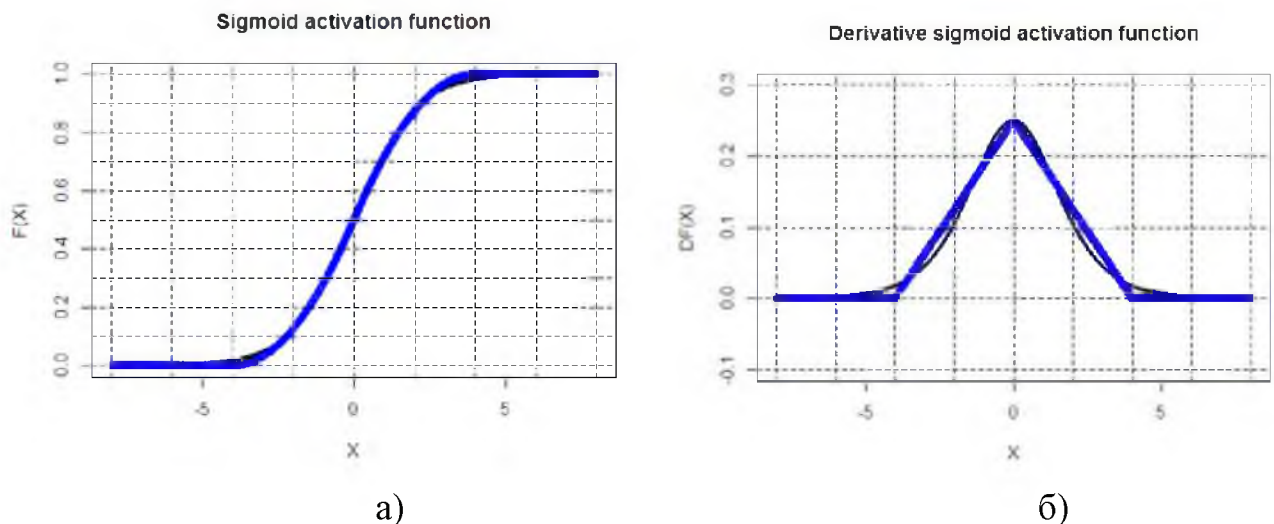 Sigmoid activation function
F(X)
1.0
0.8
0.6
0.4
0.2
0.0
-5 0 5
X
а)
Derivative sigmoid activation function
DF(X)
0.3
0.2
0.1
0.0
-0.1
-5 0 5
X
б)